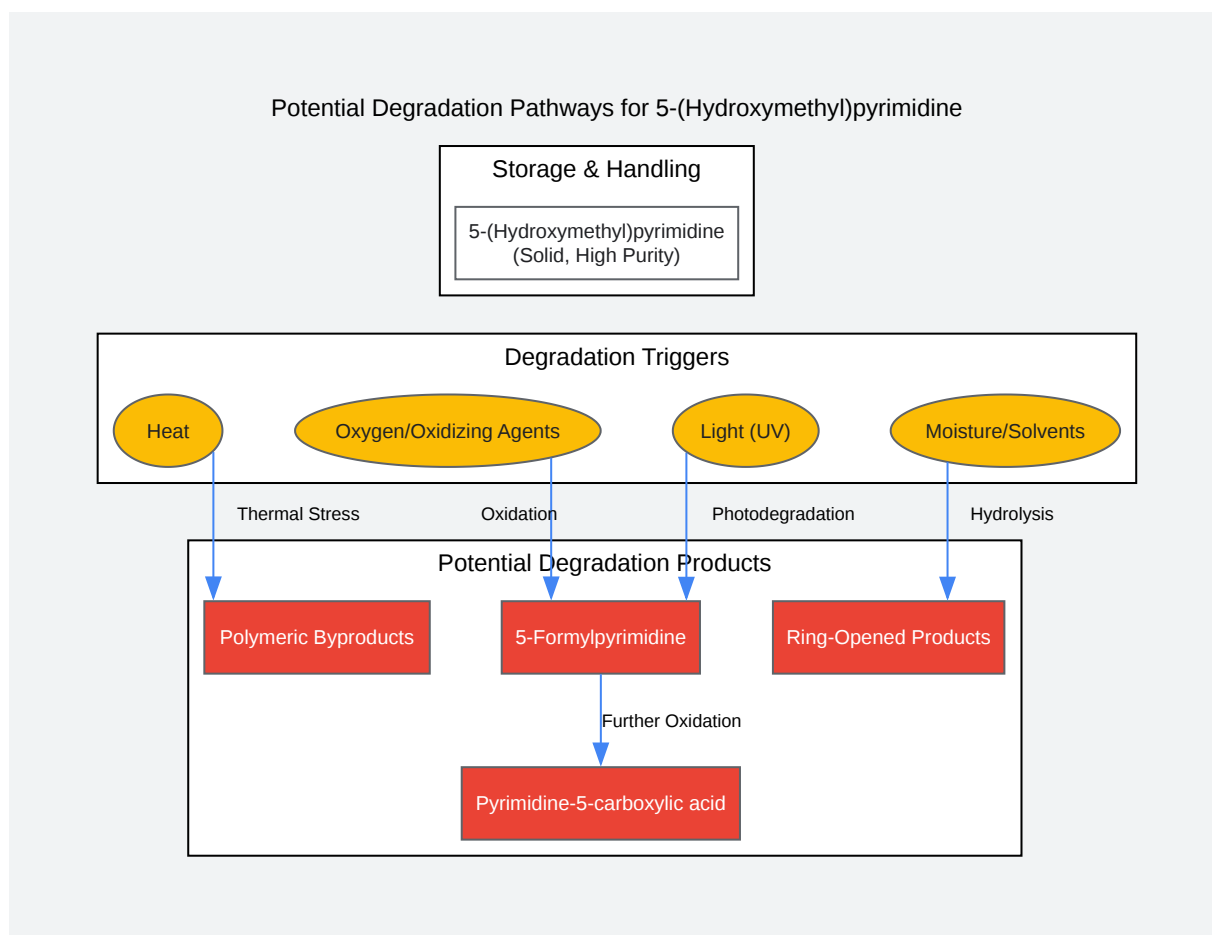 Potential Degradation Pathways for 5-(Hydroxymethyl)pyrimidine
Storage & Handling
5-(Hydroxymethyl)pyrimidine
(Solid, High Purity)
Degradation Triggers
Heat
Oxygen/Oxidizing Agents
Light (UV)
Moisture/Solvents
Thermal Stress
Oxidation
Photodegradation
Hydrolysis
Potential Degradation Products
Polymeric Byproducts
5-Formylpyrimidine
Ring-Opened Products
Further Oxidation
Pyrimidine-5-carboxylic acid